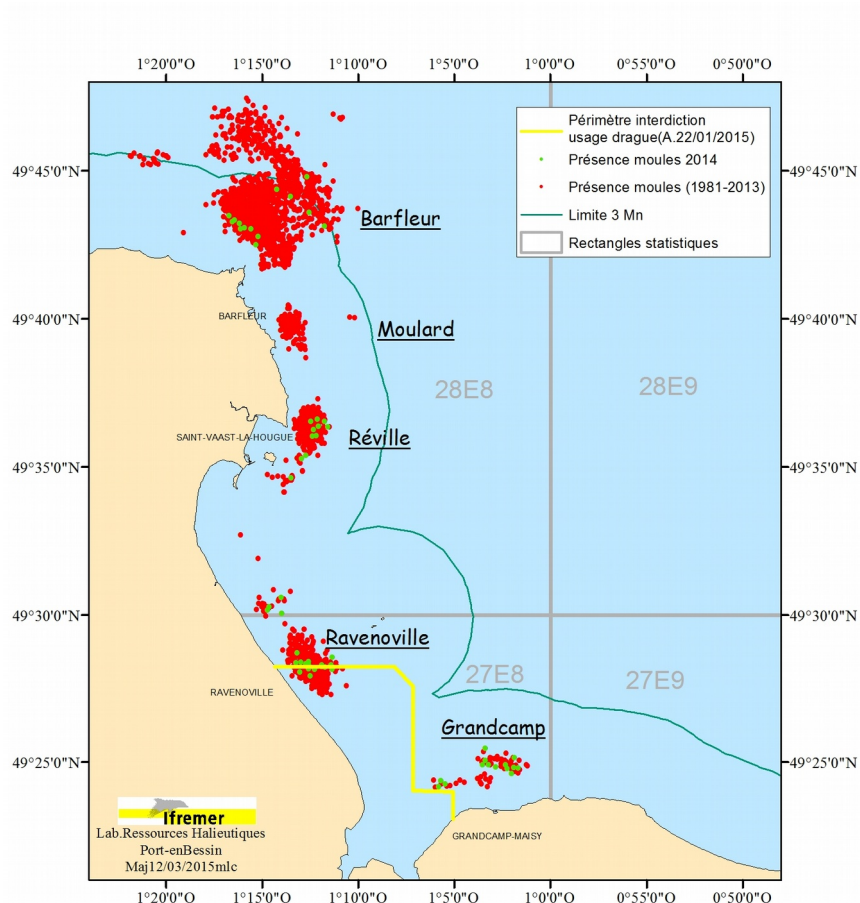 1°20'0"O 1°15'0"O 1°10'0"O 1°5'0"O 1°0'0"O 0°55'0"O 0°50'0"O
Périmètre interdiction
usage drague(A.22/01/2015)
Présence moules 2014
Présence moules (1981-2013)
Limite 3 Mn
Rectangles statistiques
49°45'0"N 49°45'0"N
Barfleur
49°40'0"N 49°40'0"N
BARFLEUR
Moulard
28E8 28E9
SAINT-VAAST-LA-HOUGUE
Réville
49°35'0"N 49°35'0"N
49°30'0"N 49°30'0"N
Ravenoville
27E8 27E9
RAVENOVILLE
Grandcamp
49°25'0"N 49°25'0"N
Ifremer
Lab.Ressources Halieutiques
Port-enBessin
Maj12/03/2015mlc
GRANDCAMP-MAISY
1°20'0"O 1°15'0"O 1°10'0"O 1°5'0"O 1°0'0"O 0°55'0"O 0°50'0"O